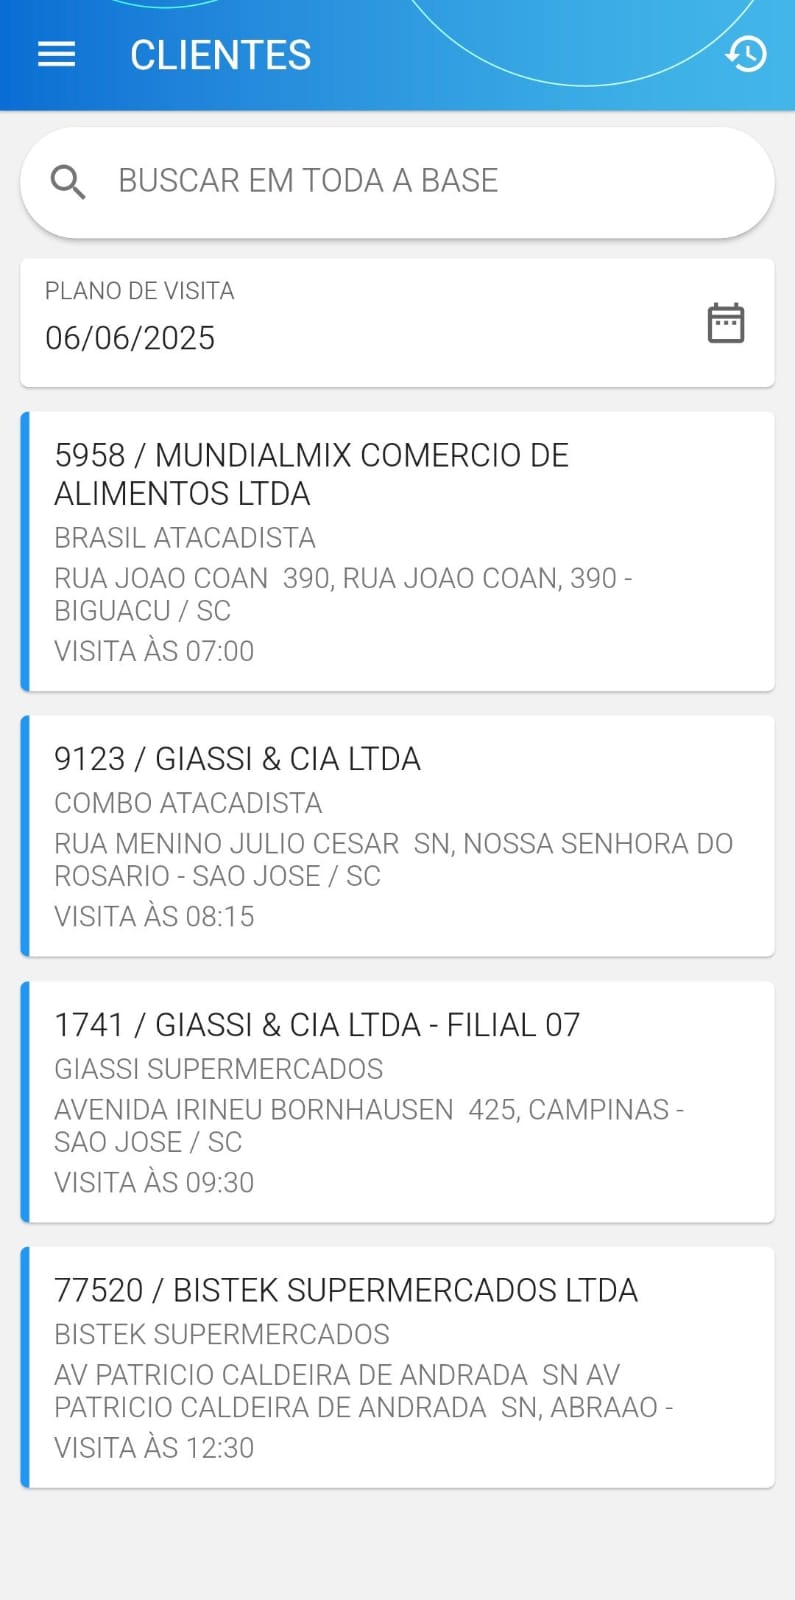 CLIENTES
BUSCAR EM TODA A BASE
PLANO DE VISITA
06/06/2025
5958 / MUNDIALMIX COMERCIO DE
ALIMENTOS LTDA
BRASIL ATACADISTA
RUA JOAO COAN  390, RUA JOAO COAN, 390 -
BIGUACU / SC
VISITA ÀS 07:00
9123 / GIASSI & CIA LTDA
COMBO ATACADISTA
RUA MENINO JULIO CESAR  SN, NOSSA SENHORA DO
ROSARIO - SAO JOSE / SC
VISITA ÀS 08:15
1741 / GIASSI & CIA LTDA - FILIAL 07
GIASSI SUPERMERCADOS
AVENIDA IRINEU BORNHAUSEN  425, CAMPINAS -
SAO JOSE / SC
VISITA ÀS 09:30
77520 / BISTEK SUPERMERCADOS LTDA
BISTEK SUPERMERCADOS
AV PATRICIO CALDEIRA DE ANDRADA  SN AV
PATRICIO CALDEIRA DE ANDRADA  SN, ABRAAO -
VISITA ÀS 12:30